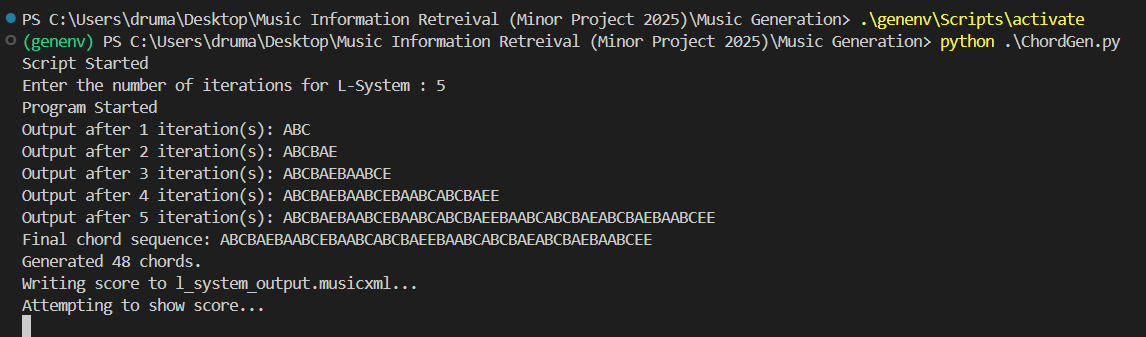 PS C:\Users\druma\Desktop\Music Information Retreival (Minor Project 2025)\Music Generation> .\genenv\Scripts\activate
(genenv) PS C:\Users\druma\Desktop\Music Information Retreival (Minor Project 2025)\Music Generation> python .\ChordGen.py
Script Started
Enter the number of iterations for L-System : 5
Program Started
Output after 1 iteration(s): ABC
Output after 2 iteration(s): ABCBAE
Output after 3 iteration(s): ABCBAEBAABCE
Output after 4 iteration(s): ABCBAEBAABCEBAABCABCBAEE
Output after 5 iteration(s): ABCBAEBAABCEBAABCABCBAEEBAABCABCBAEABCBAEBAABCEE
Final chord sequence: ABCBAEBAABCEBAABCABCBAEEBAABCABCBAEABCBAEBAABCEE
Generated 48 chords.
Writing score to l_system_output.musicxml...
Attempting to show score...